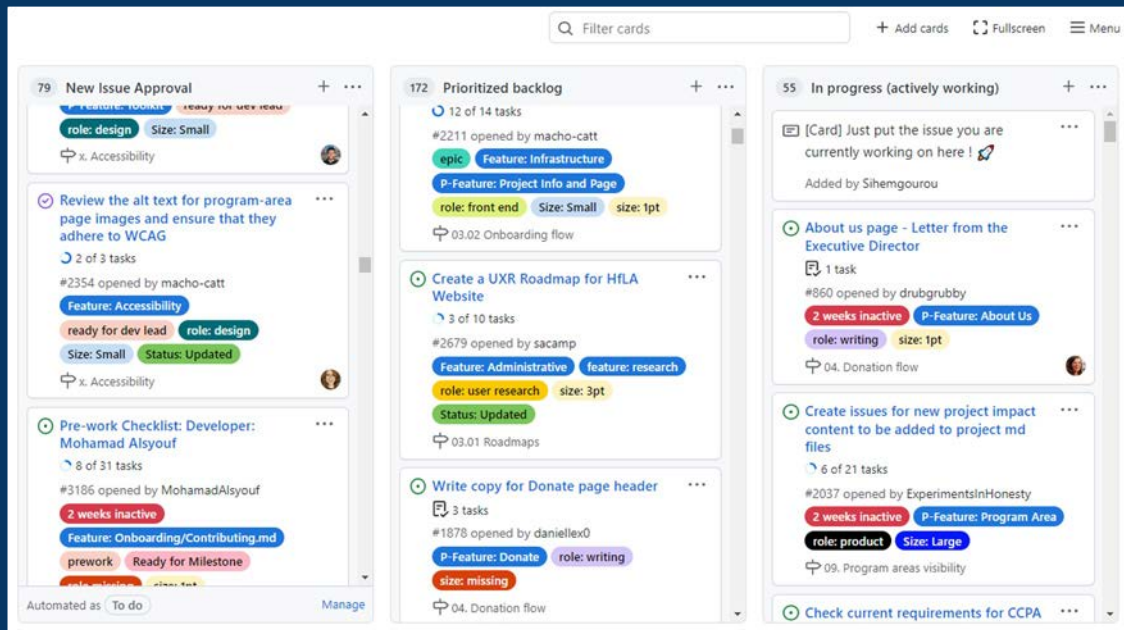 Filter cards
+ Add cards
Fullscreen
Menu
79 New Issue Approval + ...
P-Feature: Toolkit ready for dev lead
role: design Size: Small
x. Accessibility
Review the alt text for program-area
page images and ensure that they
adhere to WCAG
2 of 3 tasks
#2354 opened by macho-catt
Feature: Accessibility
ready for dev lead role: design
Size: Small Status: Updated
x. Accessibility
Pre-work Checklist: Developer:
Mohamad Alsyouf
8 of 31 tasks
#3186 opened by MohamadAlsyouf
2 weeks inactive
Feature: Onboarding/Contributing.md
prework Ready for Milestone
role missing size: 1pt
Automated as To do Manage
172 Prioritized backlog + ...
12 of 14 tasks
#2211 opened by macho-catt
epic Feature: Infrastructure
P-Feature: Project Info and Page
role: front end Size: Small size: 1pt
03.02 Onboarding flow
Create a UXR Roadmap for HfLA
Website
3 of 10 tasks
#2679 opened by sacamp
Feature: Administrative feature: research
role: user research size: 3pt
Status: Updated
03.01 Roadmaps
Write copy for Donate page header
3 tasks
#1878 opened by daniellex0
P-Feature: Donate role: writing
size: missing
04. Donation flow
55 In progress (actively working) + ...
[Card] Just put the issue you are
currently working on here ! 🚀
Added by Sihemgourou
About us page - Letter from the
Executive Director
1 task
#860 opened by drubgrubby
2 weeks inactive P-Feature: About Us
role: writing size: 1pt
04. Donation flow
Create issues for new project impact
content to be added to project md
files
6 of 21 tasks
#2037 opened by ExperimentsInHonesty
2 weeks inactive P-Feature: Program Area
role: product Size: Large
09. Program areas visibility
Check current requirements for CCPA